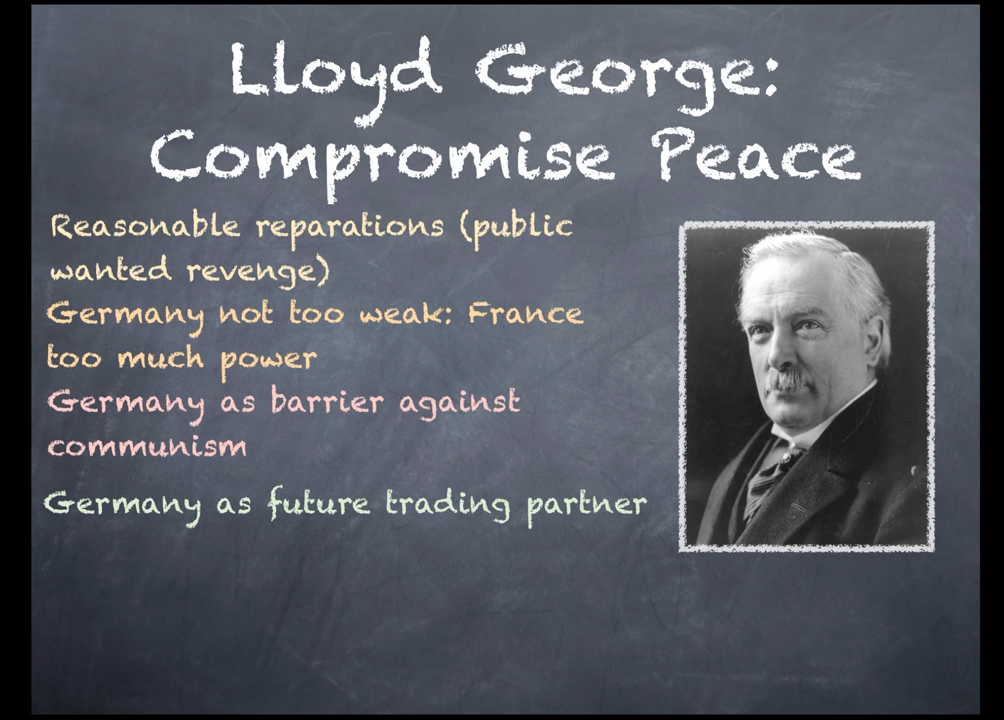 Lloyd George:
Compromise Peace
Reasonable reparations (public
wanted revenge)
Germany not too weak: France
too much power
Germany as barrier against
communism
Germany as future trading partner